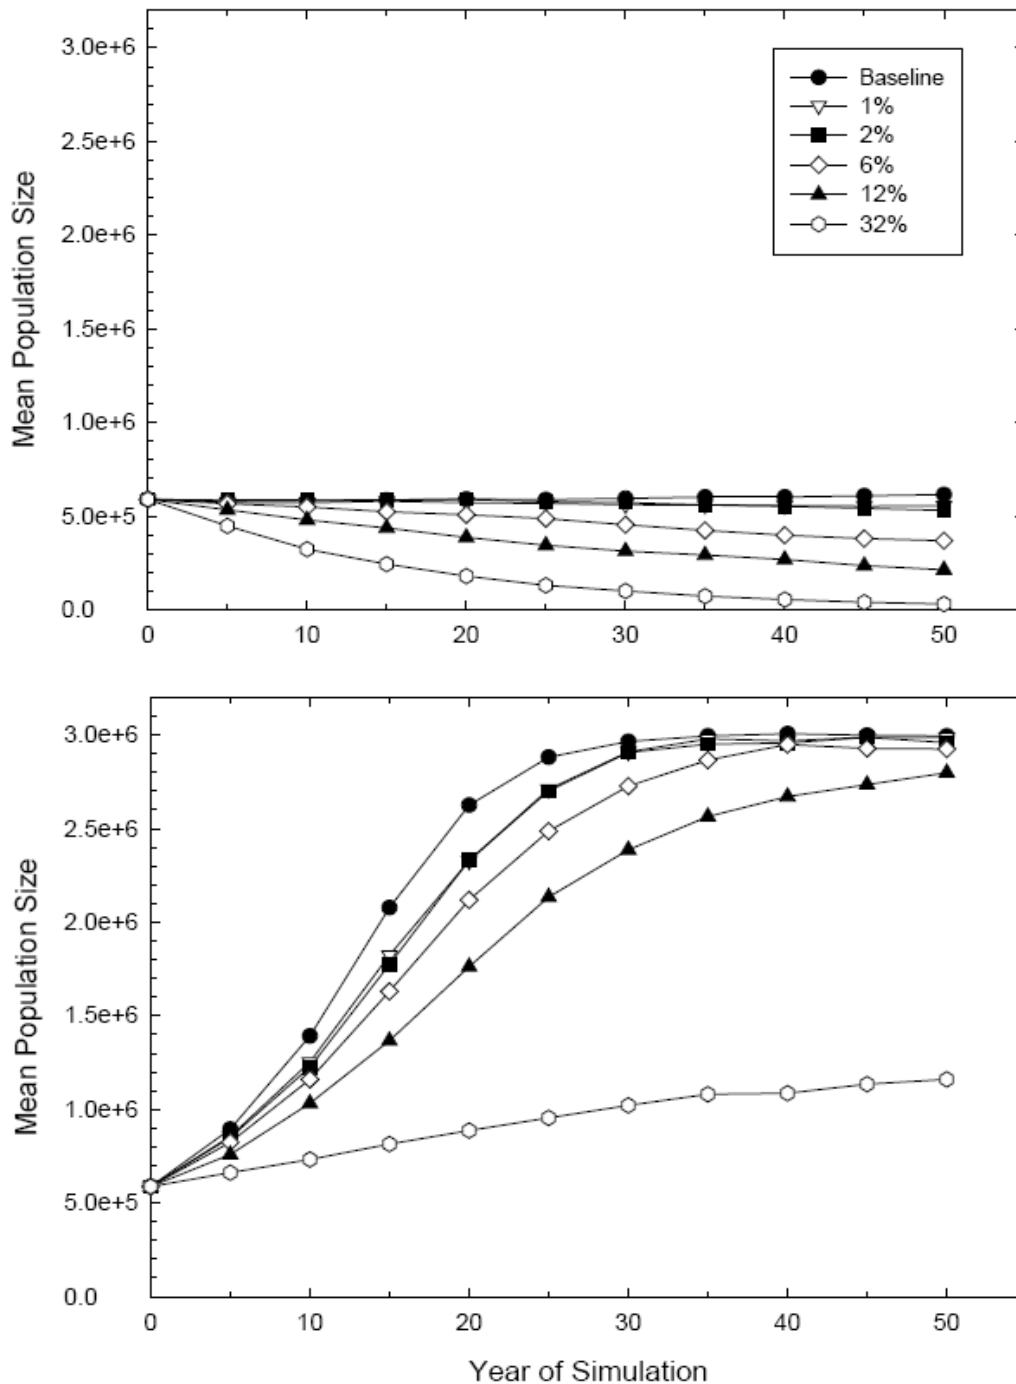 Mean Population Size
3.0e+6
2.5e+6
2.0e+6
1.5e+6
1.0e+6
5.0e+5
0.0
0 10 20 30 40 50
Baseline
1%
2%
6%
12%
32%
Mean Population Size
3.0e+6
2.5e+6
2.0e+6
1.5e+6
1.0e+6
5.0e+5
0.0
0 10 20 30 40 50
Year of Simulation